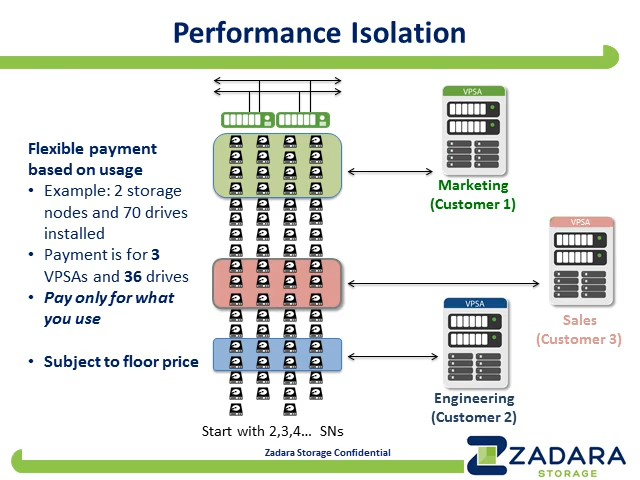 Performance Isolation
Flexible payment
based on usage
• Example: 2 storage
nodes and 70 drives
installed
• Payment is for 3
VPSAs and 36 drives
• Pay only for what
you use
• Subject to floor price
VPSA
Marketing
(Customer 1)
VPSA
Sales
(Customer 3)
VPSA
Engineering
(Customer 2)
Start with 2,3,4... SNs
Zadara Storage Confidential
ZADARA
STORAGE